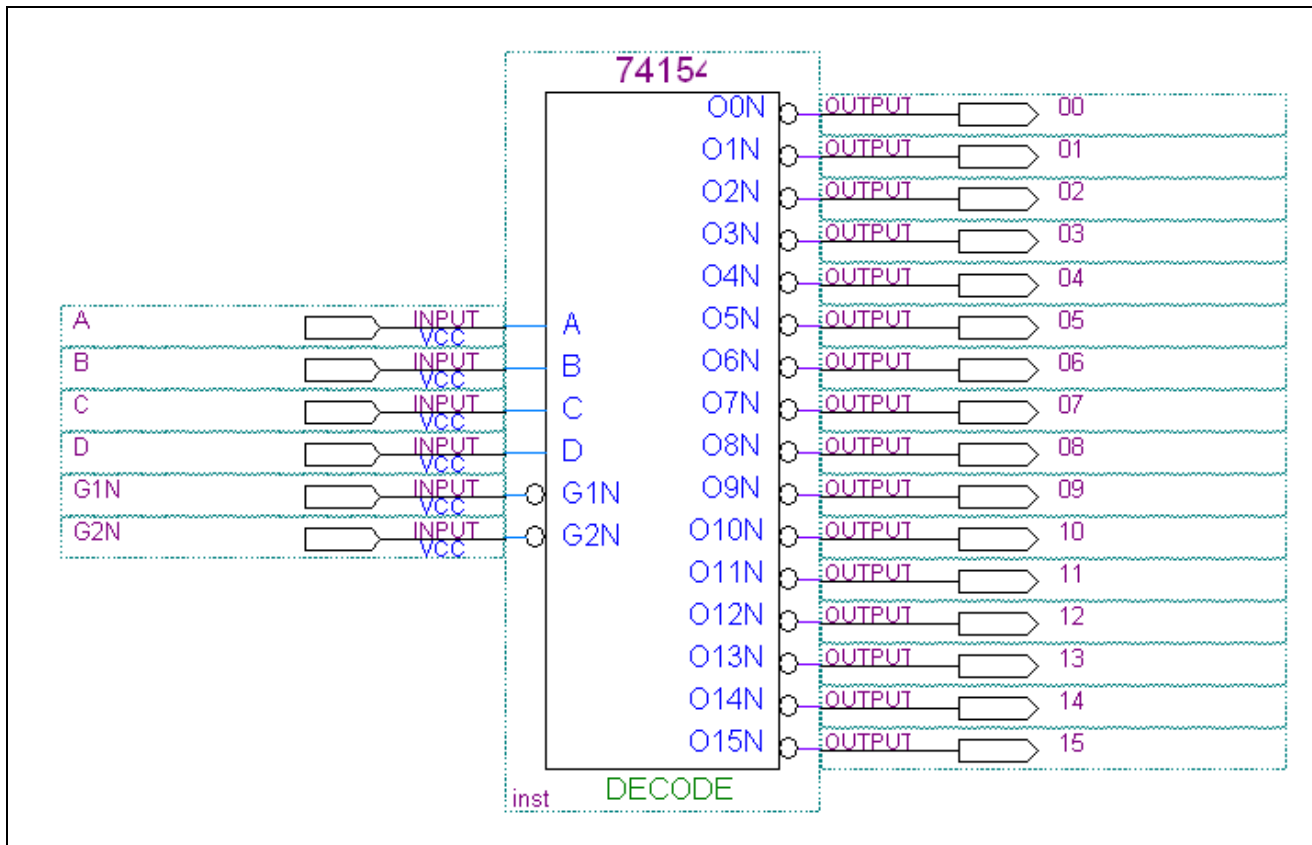 74154
O0N OUTPUT 00
O1N OUTPUT 01
O2N OUTPUT 02
O3N OUTPUT 03
O4N OUTPUT 04
A INPUT VCC A O5N OUTPUT 05
B INPUT VCC B O6N OUTPUT 06
C INPUT VCC C O7N OUTPUT 07
D INPUT VCC D O8N OUTPUT 08
G1N INPUT VCC G1N O9N OUTPUT 09
G2N INPUT VCC G2N O10N OUTPUT 10
O11N OUTPUT 11
O12N OUTPUT 12
O13N OUTPUT 13
O14N OUTPUT 14
O15N OUTPUT 15
inst DECODE